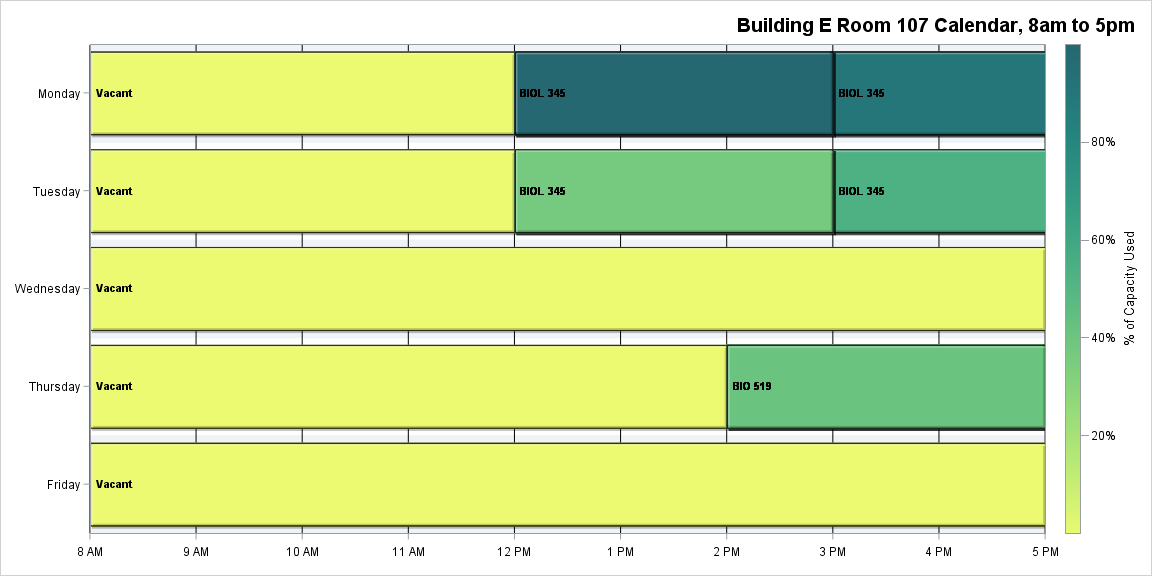 Building E Room 107 Calendar, 8am to 5pm
Monday
Vacant
BIOL 345
BIOL 345
Tuesday
Vacant
BIOL 345
BIOL 345
Wednesday
Vacant
Thursday
Vacant
BIO 519
Friday
Vacant
8 AM
9 AM
10 AM
11 AM
12 PM
1 PM
2 PM
3 PM
4 PM
5 PM
80%
60%
40%
20%
% of Capacity Used